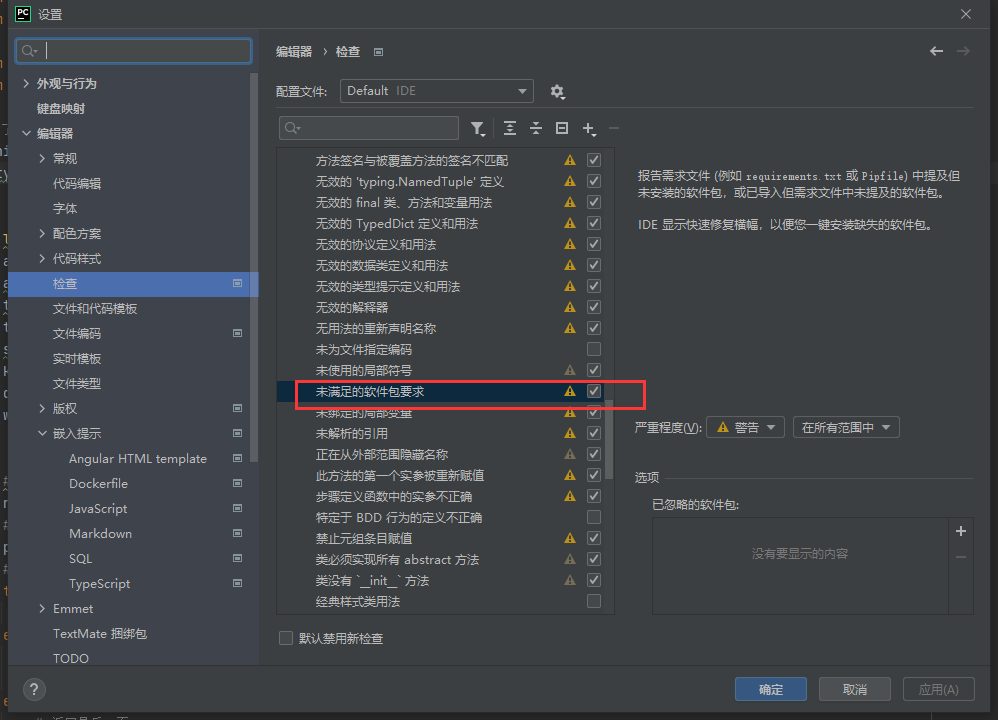 PC 设置
外观与行为
键盘映射
编辑器
常规
代码编辑
字体
配色方案
代码样式
检查
文件和代码模板
文件编码
实时模板
文件类型
版权
嵌入提示
Angular HTML template
Dockerfile
JavaScript
Markdown
SQL
TypeScript
Emmet
TextMate 捆绑包
TODO
编辑器 › 检查
配置文件: Default IDE
方法签名与被覆盖方法的签名不匹配
无效的 'typing.NamedTuple' 定义
无效的 final 类、方法和变量用法
无效的 TypedDict 定义和用法
无效的协议定义和用法
无效的数据类定义和用法
无效的类型提示定义和用法
无效的解释器
无用法的重新声明名称
未为文件指定编码
未使用的局部符号
未满足的软件包要求
未绑定的局部变量
未解析的引用
正在从外部范围隐藏名称
此方法的第一个实参被重新赋值
步骤定义函数中的实参不正确
特定于 BDD 行为的定义不正确
禁止元组条目赋值
类必须实现所有 abstract 方法
类没有 `__init__` 方法
经典样式类用法
默认禁用新检查
报告需求文件 (例如 requirements.txt 或 Pipfile) 中提及但
未安装的软件包，或已导入但需求文件中未提及的软件包。
IDE 显示快速修复横幅，以便您一键安装缺失的软件包。
严重程度(V): 警告 在所有范围中
选项
已忽略的软件包:
没有要显示的内容
? 确定 取消 应用(A)